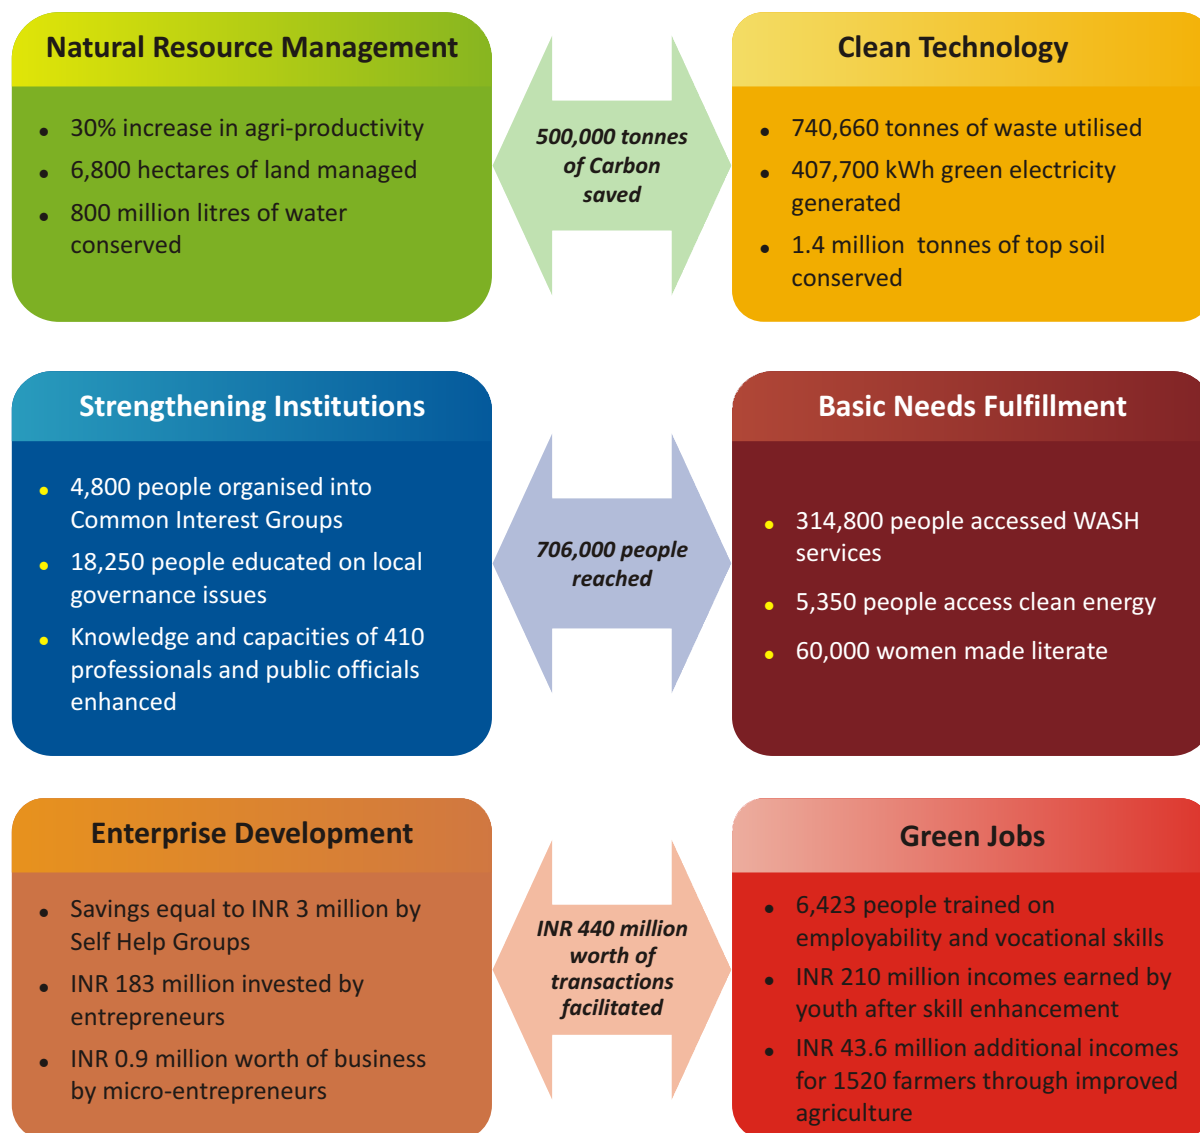 Natural Resource Management
• 30% increase in agri-productivity
• 6,800 hectares of land managed
• 800 million litres of water
conserved
500,000 tonnes
of Carbon
saved
Clean Technology
• 740,660 tonnes of waste utilised
• 407,700 kWh green electricity
generated
• 1.4 million tonnes of top soil
conserved
Strengthening Institutions
• 4,800 people organised into
Common Interest Groups
• 18,250 people educated on local
governance issues
• Knowledge and capacities of 410
professionals and public officials
enhanced
706,000 people
reached
Basic Needs Fulfillment
• 314,800 people accessed WASH
services
• 5,350 people access clean energy
• 60,000 women made literate
Enterprise Development
• Savings equal to INR 3 million by
Self Help Groups
• INR 183 million invested by
entrepreneurs
• INR 0.9 million worth of business
by micro-entrepreneurs
INR 440 million
worth of
transactions
facilitated
Green Jobs
• 6,423 people trained on
employability and vocational skills
• INR 210 million incomes earned by
youth after skill enhancement
• INR 43.6 million additional incomes
for 1520 farmers through improved
agriculture